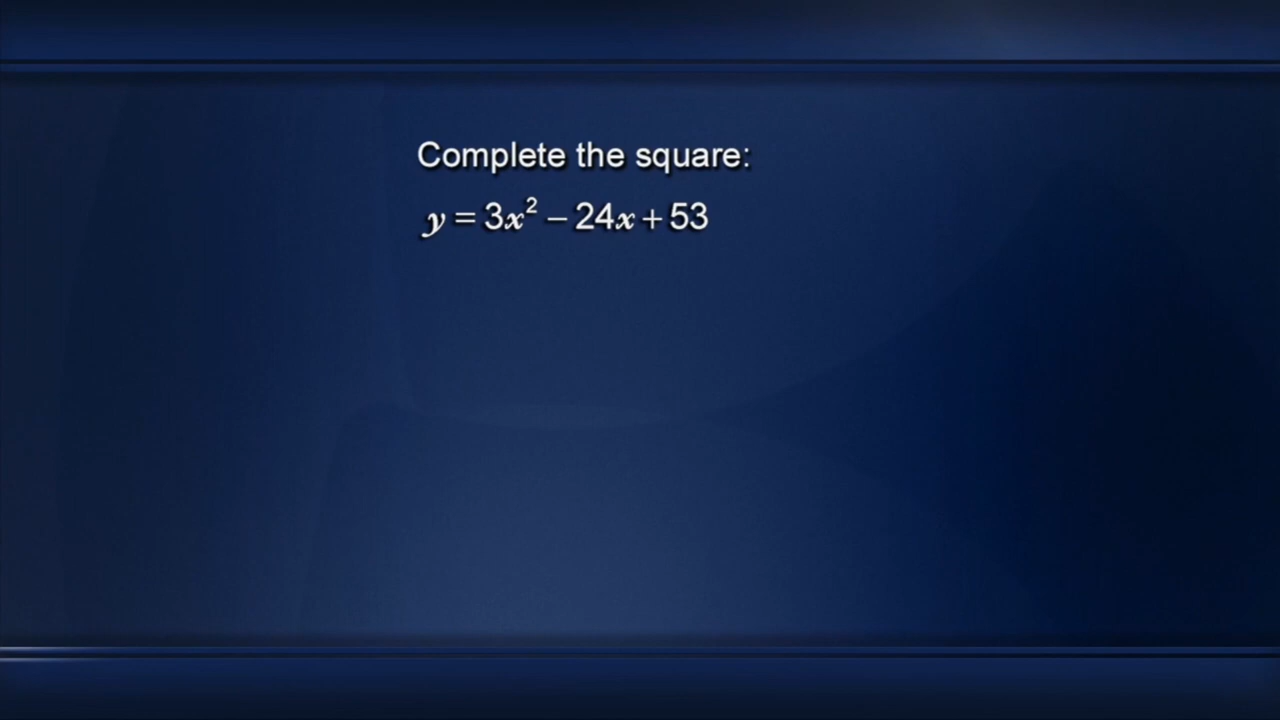 Complete the square:
y = 3x² − 24x + 53